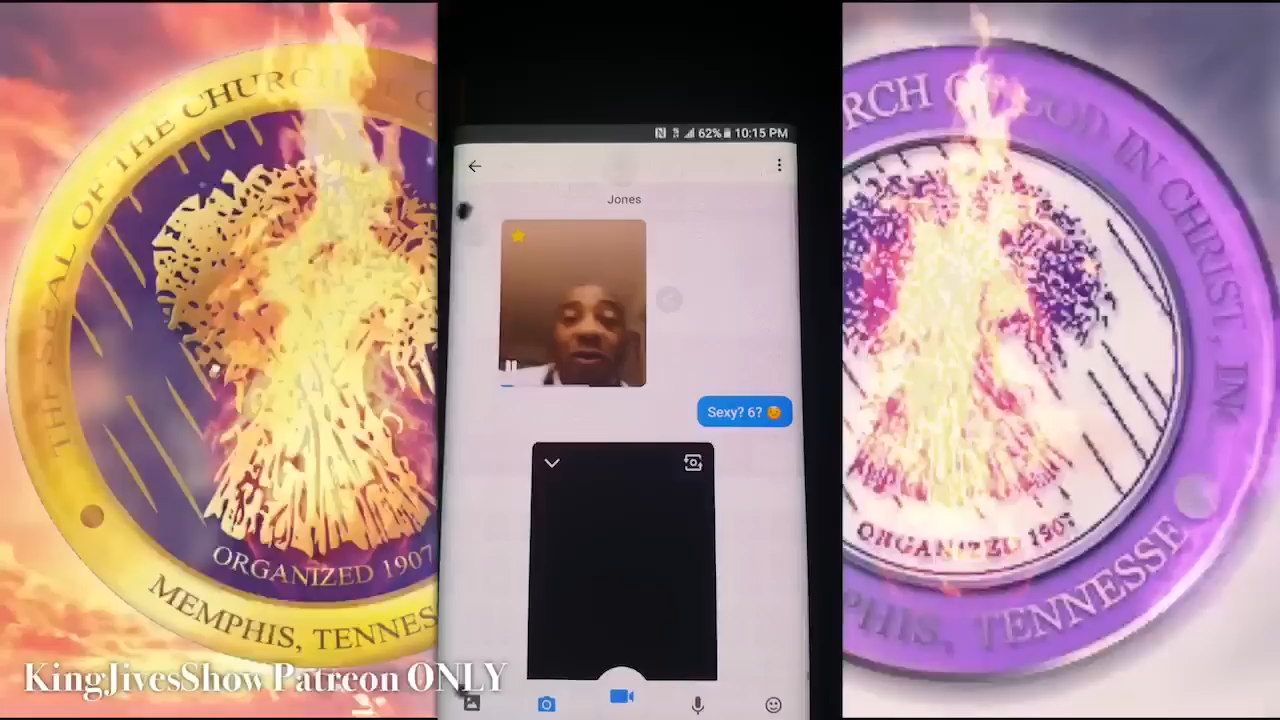 THE SEAL OF THE CHURCH
ORGANIZED 1907
MEMPHIS, TENNES
62% 10:15 PM
Jones
Sexy? 6?
RCH OF GOD IN CHRIST, IN
ORGANIZED 1907
PHIS, TENNESSE
KingJivesShow Patreon ONLY